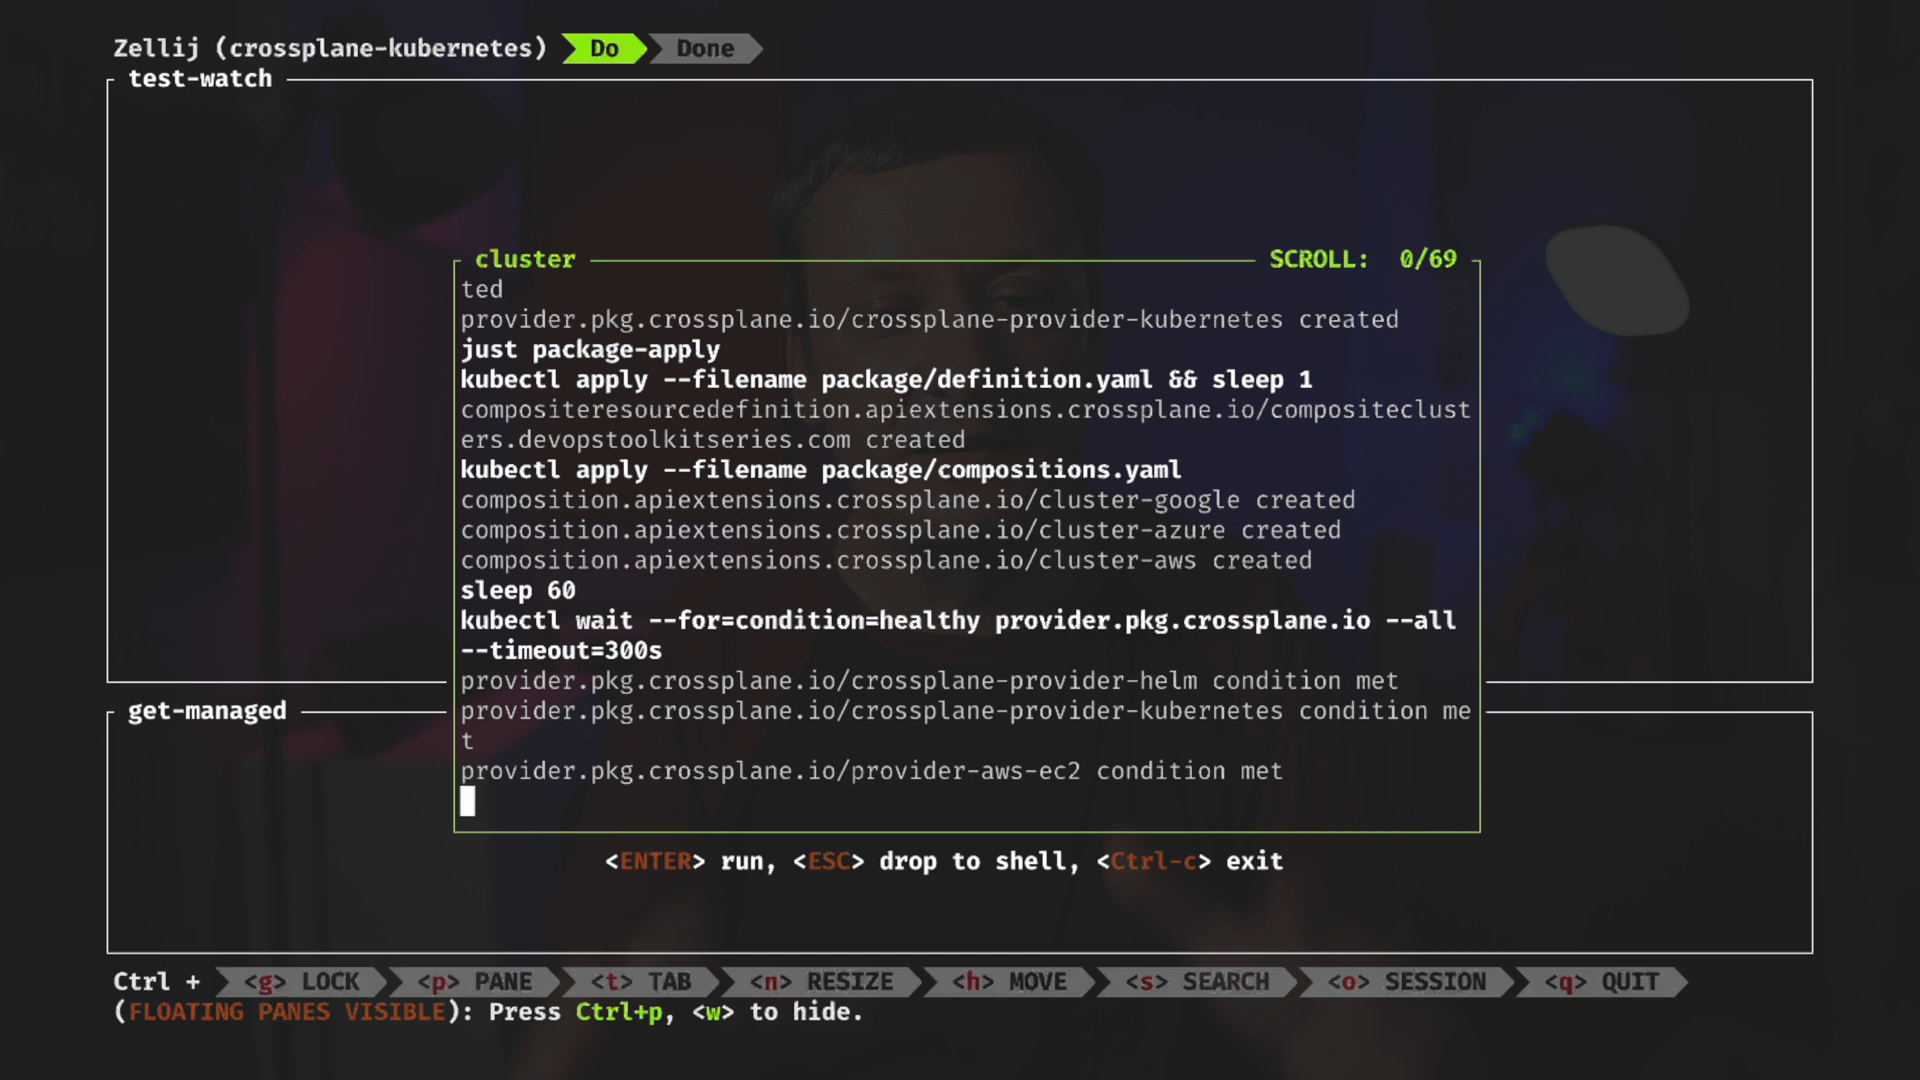 Zellij (crossplane-kubernetes) Do Done
test-watch
cluster SCROLL: 0/69
ted
provider.pkg.crossplane.io/crossplane-provider-kubernetes created
just package-apply
kubectl apply --filename package/definition.yaml && sleep 1
compositeresourcedefinition.apiextensions.crossplane.io/compositeclust
ers.devopstoolkitseries.com created
kubectl apply --filename package/compositions.yaml
composition.apiextensions.crossplane.io/cluster-google created
composition.apiextensions.crossplane.io/cluster-azure created
composition.apiextensions.crossplane.io/cluster-aws created
sleep 60
kubectl wait --for=condition=healthy provider.pkg.crossplane.io --all
--timeout=300s
provider.pkg.crossplane.io/crossplane-provider-helm condition met
provider.pkg.crossplane.io/crossplane-provider-kubernetes condition me
t
provider.pkg.crossplane.io/provider-aws-ec2 condition met
get-managed
<ENTER> run, <ESC> drop to shell, <Ctrl-c> exit
Ctrl + <g> LOCK <p> PANE <t> TAB <n> RESIZE <h> MOVE <s> SEARCH <o> SESSION <q> QUIT
(FLOATING PANES VISIBLE): Press Ctrl+p, <w> to hide.